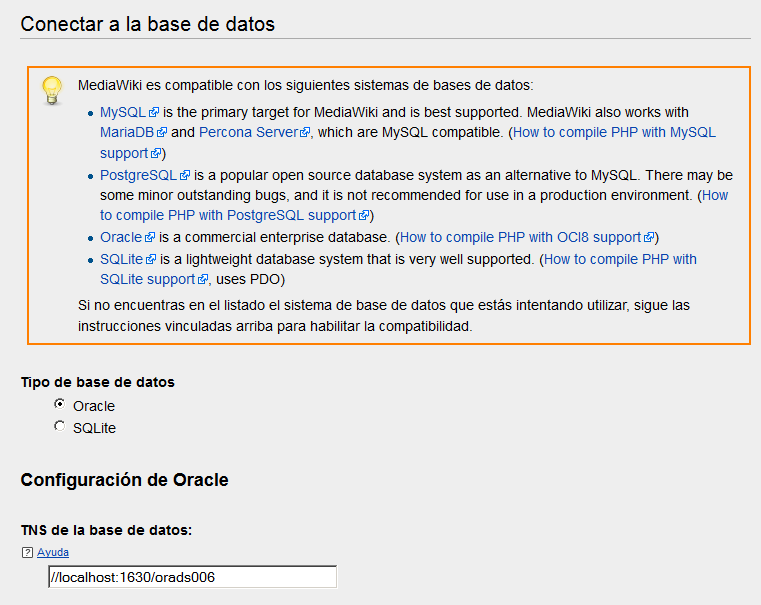 Conectar a la base de datos
MediaWiki es compatible con los siguientes sistemas de bases de datos:
MySQL is the primary target for MediaWiki and is best supported. MediaWiki also works with
MariaDB and Percona Server, which are MySQL compatible. (How to compile PHP with MySQL
support)
PostgreSQL is a popular open source database system as an alternative to MySQL. There may be
some minor outstanding bugs, and it is not recommended for use in a production environment. (How
to compile PHP with PostgreSQL support)
Oracle is a commercial enterprise database. (How to compile PHP with OCI8 support)
SQLite is a lightweight database system that is very well supported. (How to compile PHP with
SQLite support, uses PDO)
Si no encuentras en el listado el sistema de base de datos que estás intentando utilizar, sigue las
instrucciones vinculadas arriba para habilitar la compatibilidad.
Tipo de base de datos
Oracle
SQLite
Configuración de Oracle
TNS de la base de datos:
? Ayuda
//localhost:1630/orads006